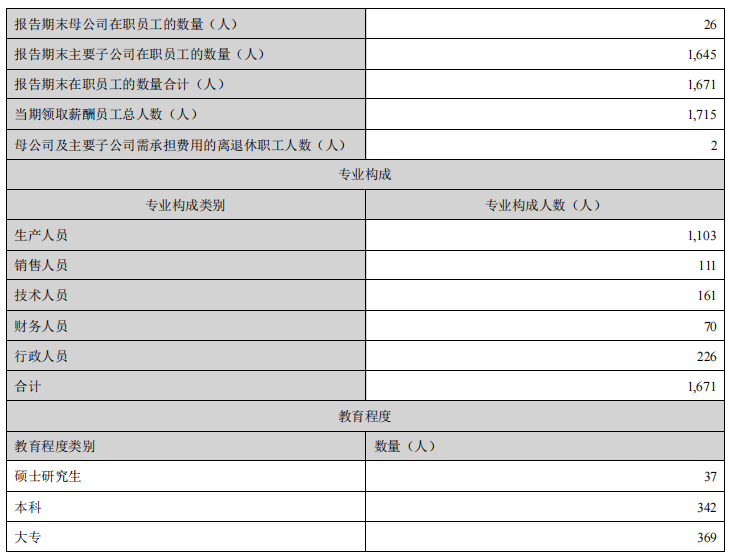 报告期末母公司在职员工的数量（人） 26
报告期末主要子公司在职员工的数量（人） 1,645
报告期末在职员工的数量合计（人） 1,671
当期领取薪酬员工总人数（人） 1,715
母公司及主要子公司需承担费用的离退休职工人数（人） 2
专业构成
专业构成类别 专业构成人数（人）
生产人员 1,103
销售人员 111
技术人员 161
财务人员 70
行政人员 226
合计 1,671
教育程度
教育程度类别 数量（人）
硕士研究生 37
本科 342
大专 369